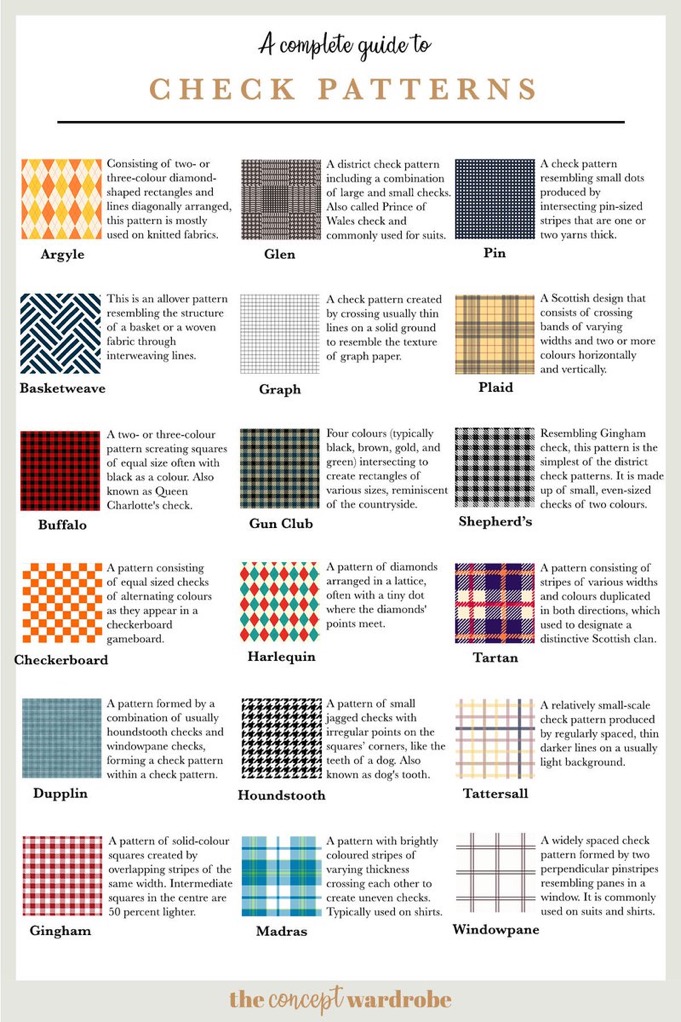 A complete guide to
CHECK PATTERNS
Consisting of two- or
three-colour diamond-
shaped rectangles and
lines diagonally arranged,
this pattern is mostly
used on knitted fabrics.
Argyle
A district check pattern
including a combination
of large and small checks.
Also called Prince of
Wales check and
commonly used for suits.
Glen
A check pattern
resembling small dots
produced by
intersecting pin-sized
stripes that are one or
two yarns thick.
Pin
This is an allover pattern
resembling the structure
of a basket or a woven
fabric through
interweaving lines.
Basketweave
A check pattern created
by crossing usually thin
lines on a solid ground
to resemble the texture
of graph paper.
Graph
A Scottish design that
consists of crossing
bands of varying
widths and two or more
colours horizontally
and vertically.
Plaid
A two- or three-colour
pattern screating squares
of equal size often with
black as a colour. Also
known as Queen
Charlotte's check.
Buffalo
Four colours (typically
black, brown, gold, and
green) intersecting to
create rectangles of
various sizes, reminiscent
of the countryside.
Gun Club
Resembling Gingham
check, this pattern is the
simplest of the district
check patterns. It is made
up of small, even-sized
checks of two colours.
Shepherd's
A pattern consisting
of equal sized checks
of alternating colours
as they appear in a
checkerboard
gameboard.
Checkerboard
A pattern of diamonds
arranged in a lattice,
often with a tiny dot
where the diamonds'
points meet.
Harlequin
A pattern consisting of
stripes of various widths
and colours duplicated
in both directions, which
used to designate a
distinctive Scottish clan.
Tartan
A pattern formed by a
combination of usually
houndstooth checks and
windowpane checks,
forming a check pattern
within a check pattern.
Dupplin
A pattern of small
jagged checks with
irregular points on the
squares' corners, like the
teeth of a dog. Also
known as dog's tooth.
Houndstooth
A relatively small-scale
check pattern produced
by regularly spaced, thin
darker lines on a usually
light background.
Tattersall
A pattern of solid-colour
squares created by
overlapping stripes of the
same width. Intermediate
squares in the centre are
50 percent lighter.
Gingham
A pattern with brightly
coloured stripes of
varying thickness
crossing each other to
create uneven checks.
Typically used on shirts.
Madras
A widely spaced check
pattern formed by two
perpendicular pinstripes
resembling panes in a
window. It is commonly
used on suits and shirts.
Windowpane
the concept wardrobe